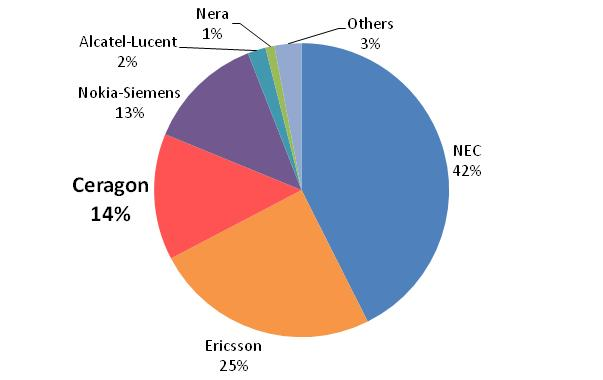 Nera
1%
Others
3%
Alcatel-Lucent
2%
Nokia-Siemens
13%
NEC
42%
Ceragon
14%
Ericsson
25%